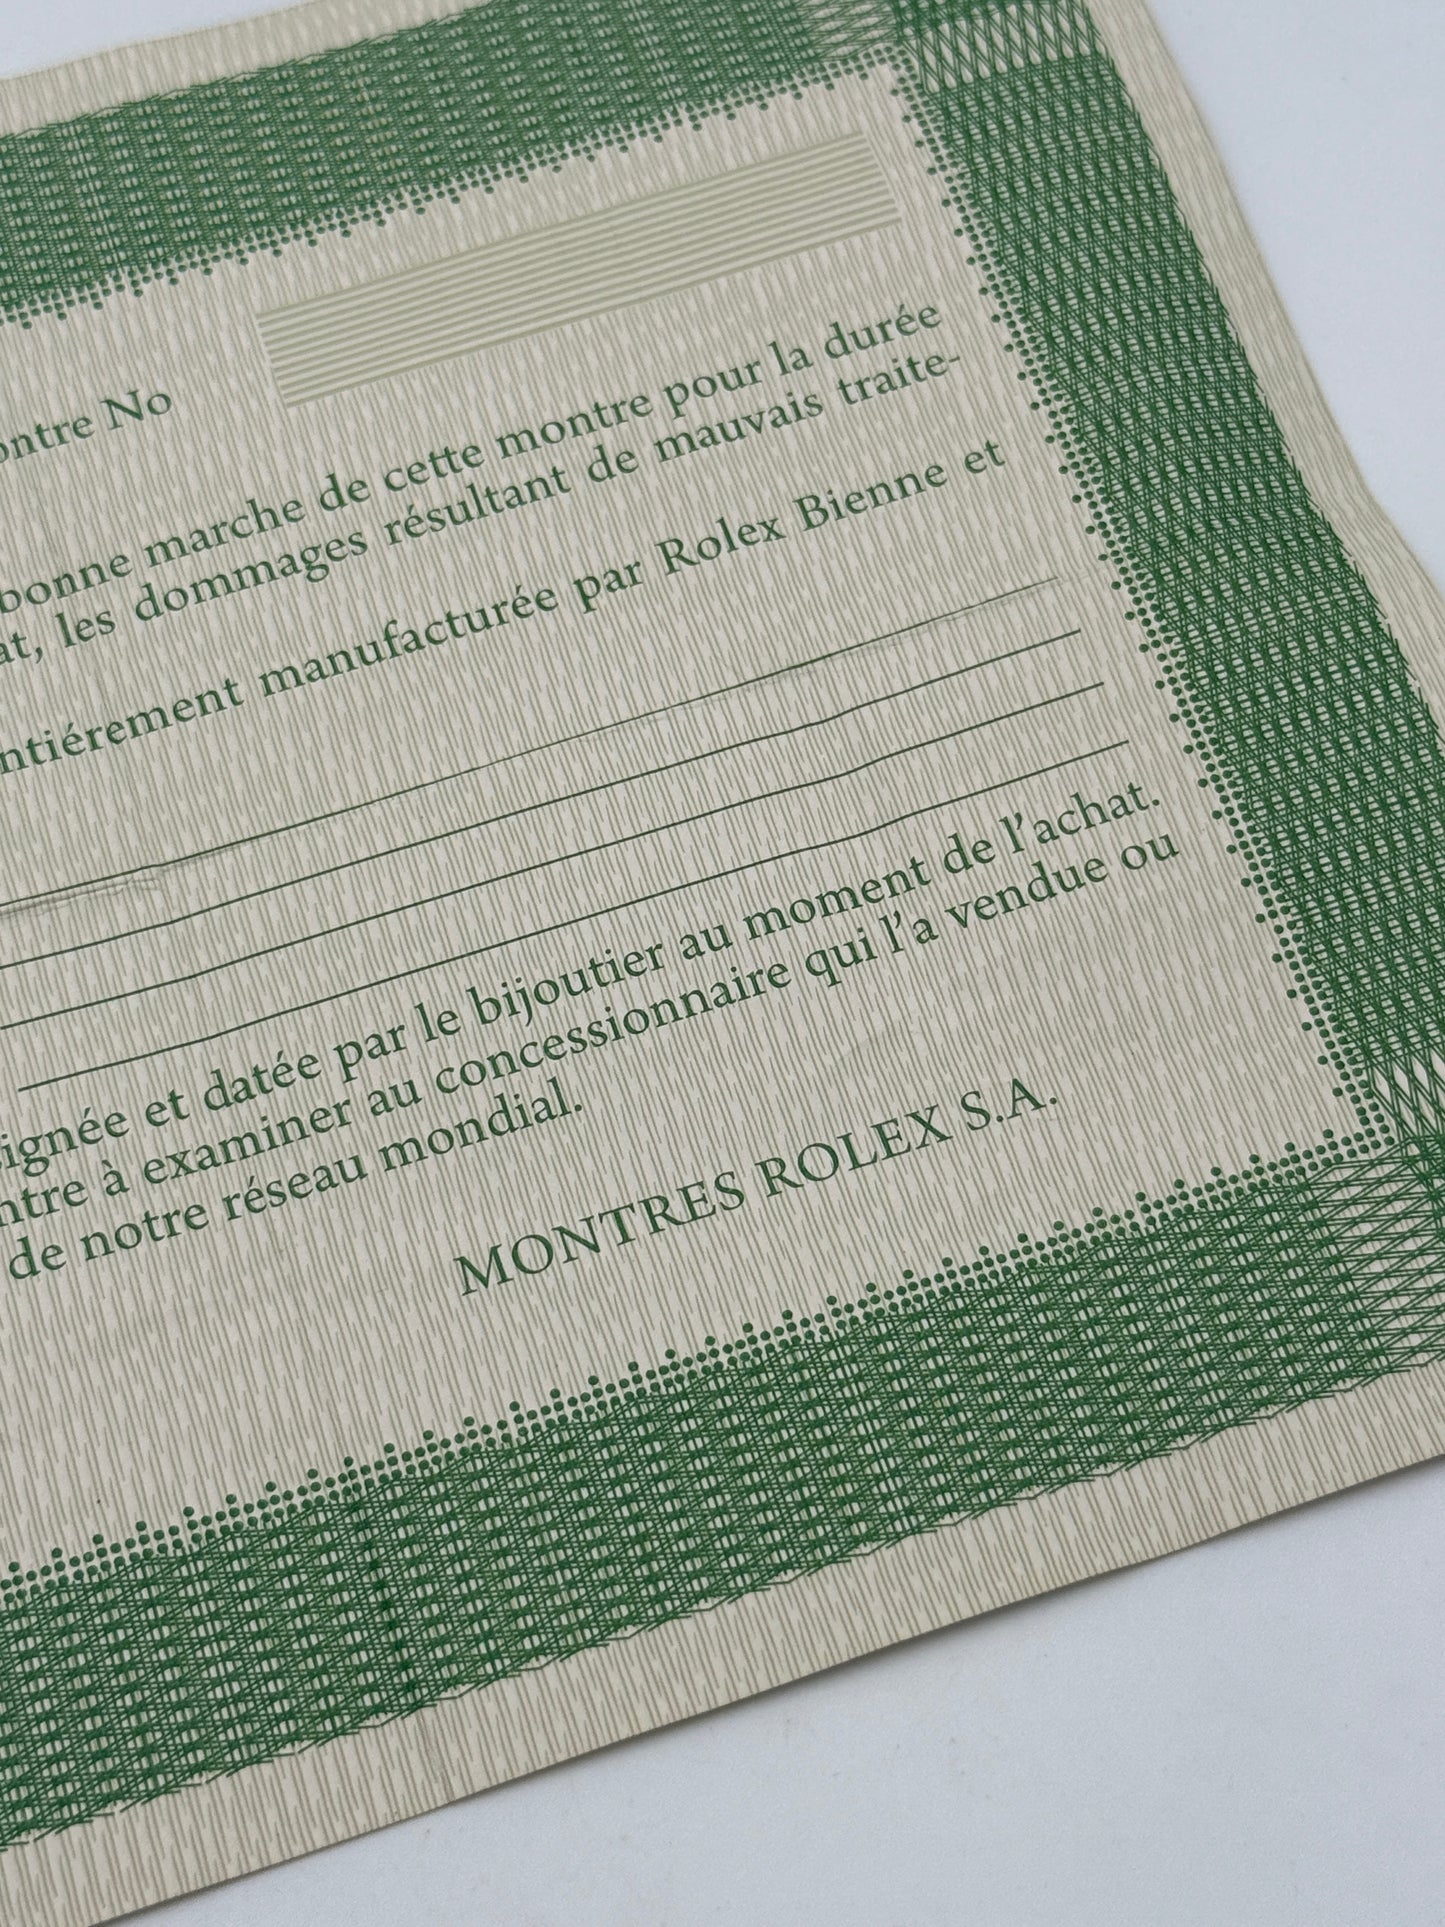 ontre No
bonne marche de cette montre pour la durée
at, les dommages résultant de mauvais traite-
ntiérement manufacturée par Rolex Bienne et
ignée et datée par le bijoutier au moment de l'achat.
ntre à examiner au concessionnaire qui l'a vendue ou
de notre réseau mondial.
MONTRES ROLEX S.A.